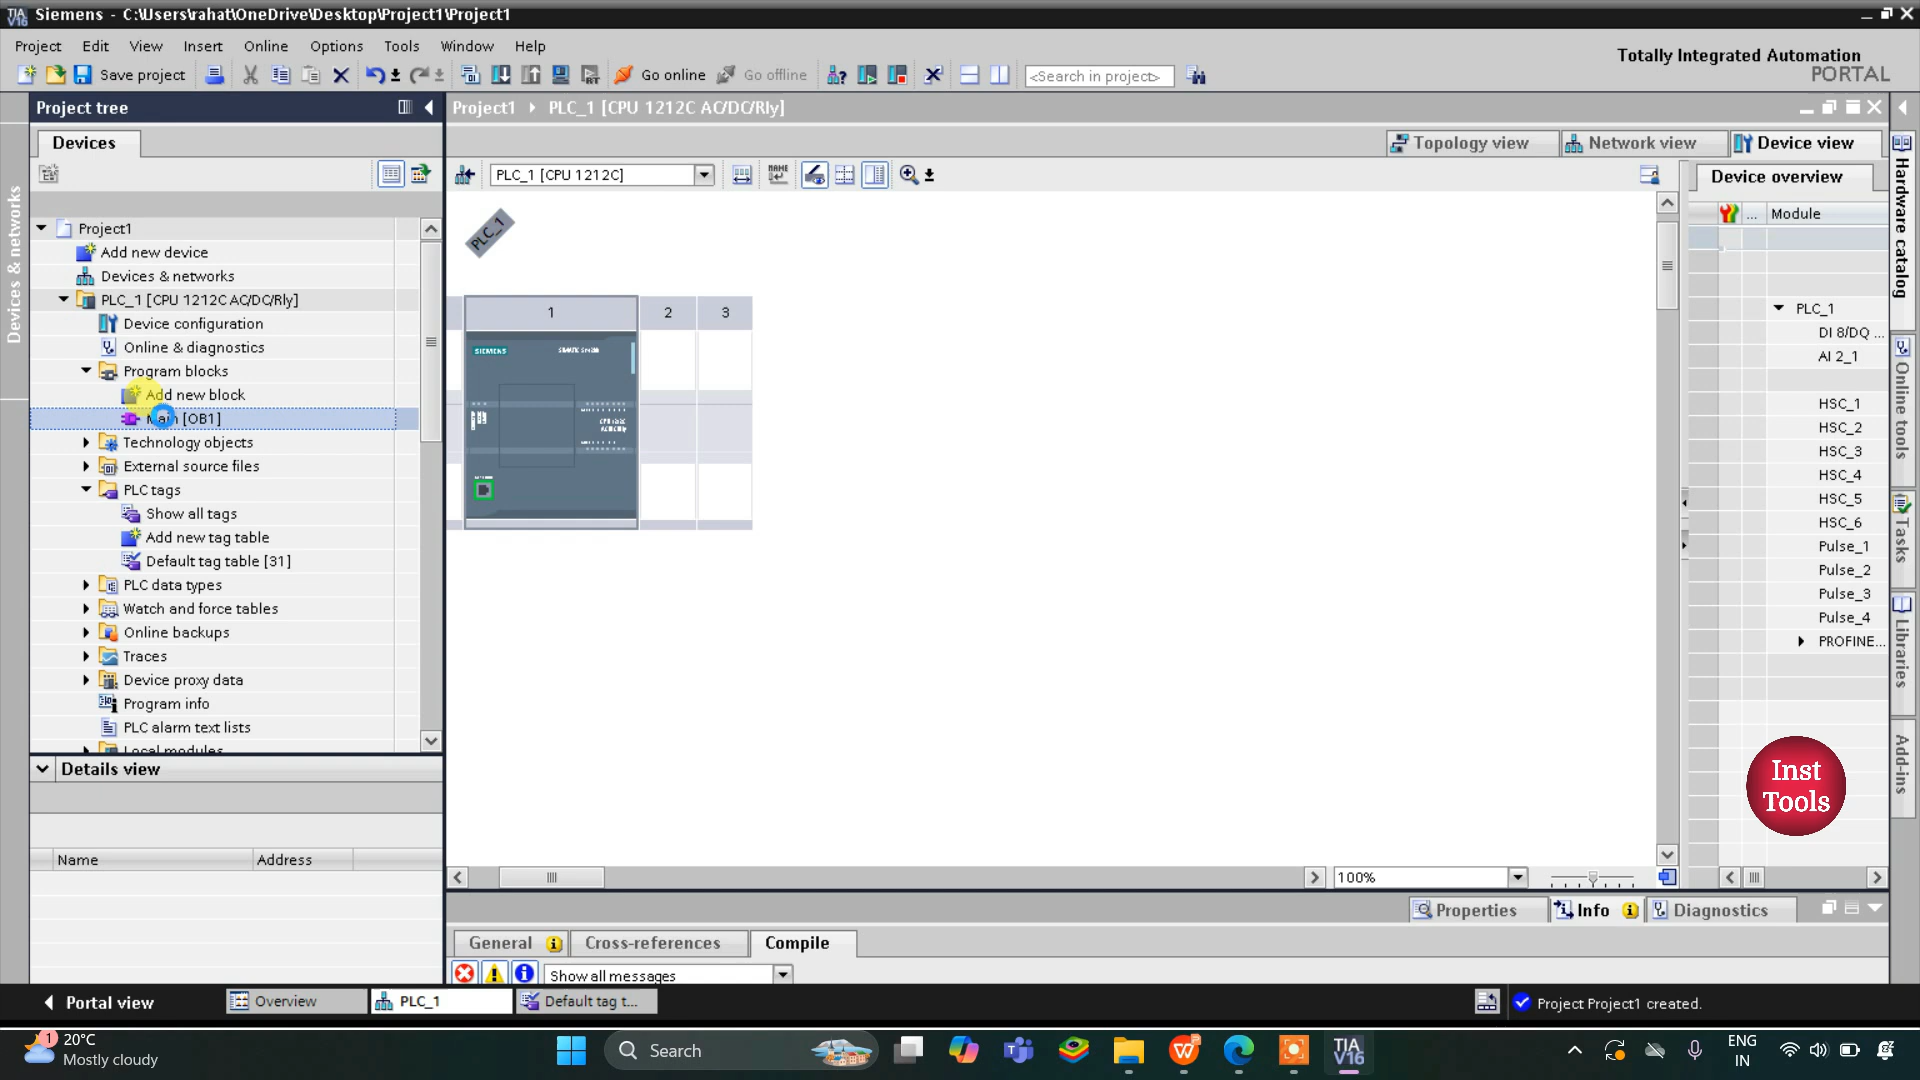 Siemens - C:\Users\rahat\OneDrive\Desktop\Project1\Project1
Project Edit View Insert Online Options Tools Window Help
Totally Integrated Automation
PORTAL
Save project
Go online
Go offline
<Search in project>
Project tree
Project1 PLC_1 [CPU 1212C AC/DC/Rly]
Devices
Topology view
Network view
Device view
PLC_1 [CPU 1212C]
Device overview
... Module
Devices & networks
Project1
Add new device
Devices & networks
PLC_1 [CPU 1212C AC/DC/Rly]
Device configuration
Online & diagnostics
Program blocks
Add new block
Main [OB1]
Technology objects
External source files
PLC tags
Show all tags
Add new tag table
Default tag table [31]
PLC data types
Watch and force tables
Online backups
Traces
Device proxy data
Program info
PLC alarm text lists
Local modules
PLC_1
1 2 3
SIEMENS
PLC_1
DI 8/DQ ...
AI 2_1
HSC_1
HSC_2
HSC_3
HSC_4
HSC_5
HSC_6
Pulse_1
Pulse_2
Pulse_3
Pulse_4
PROFINE...
Hardware catalog
Online tools
Tasks
Libraries
Add-ins
Inst
Tools
Details view
Name Address
100%
Properties
Info
Diagnostics
General
Cross-references
Compile
Show all messages
Portal view
Overview
PLC_1
Default tag t...
Project Project1 created.
1
20°C
Mostly cloudy
Search
TIA
V16
ENG
IN